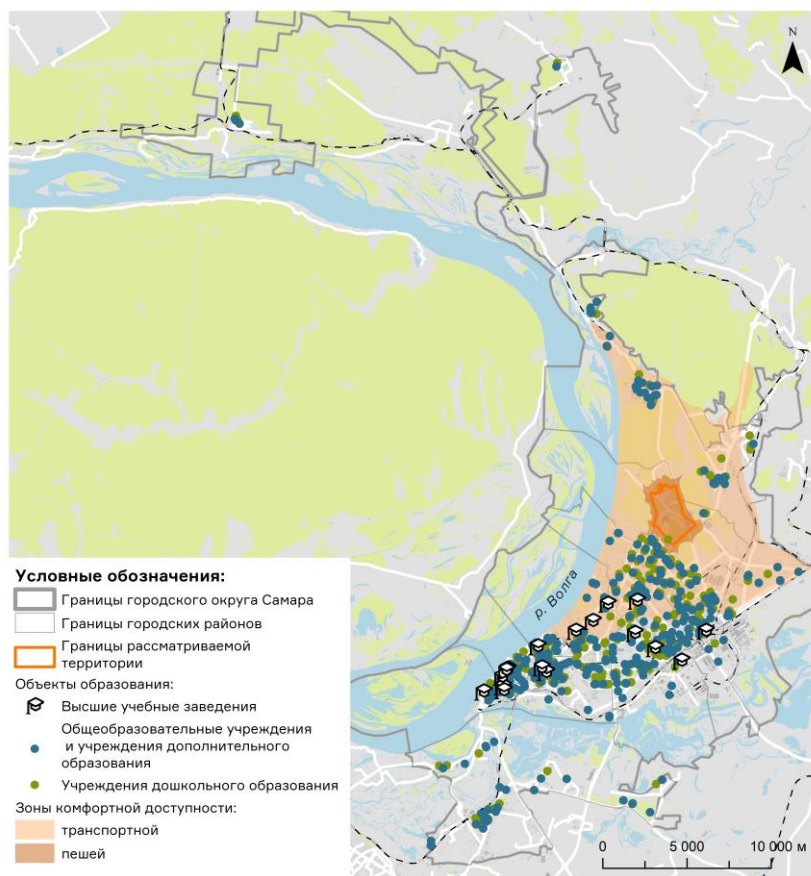 N
р. Волга
Условные обозначения:
Границы городского округа Самара
Границы городских районов
Границы рассматриваемой
территории
Объекты образования:
Высшие учебные заведения
Общеобразовательные учреждения
и учреждения дополнительного
образования
Учреждения дошкольного образования
Зоны комфортной доступности:
транспортной
пешей
0 5 000 10 000 м